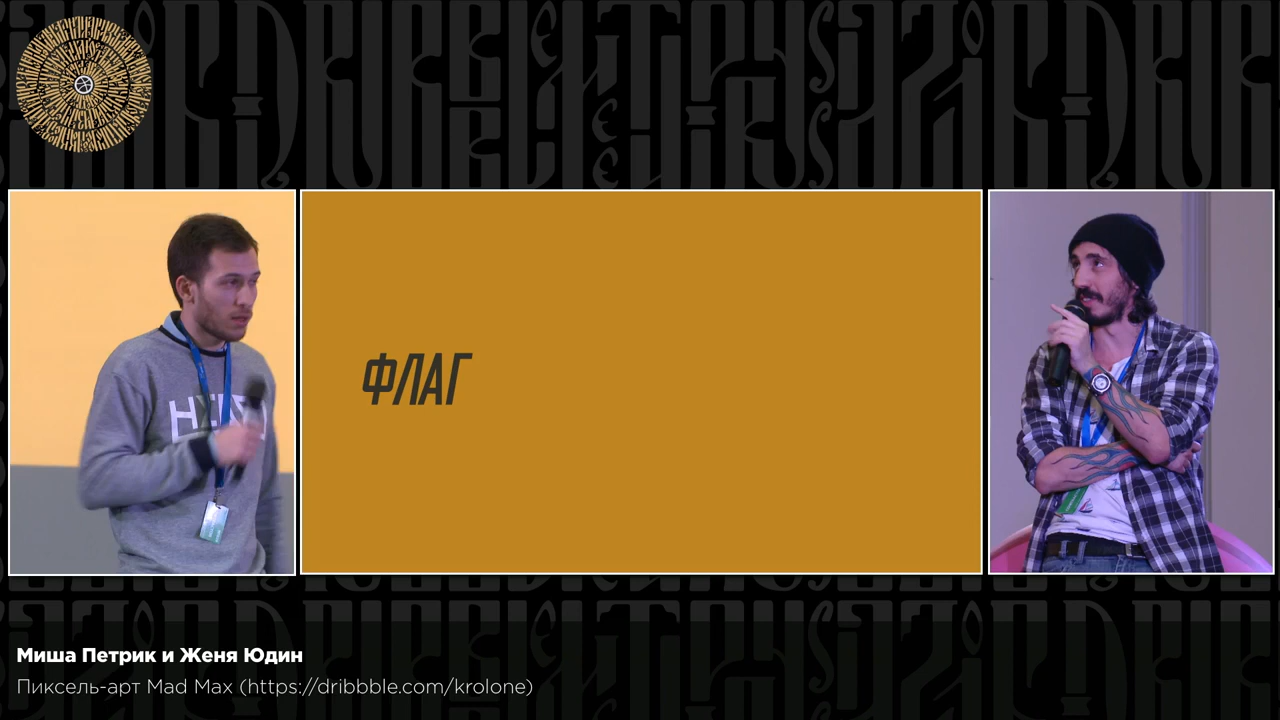 ФЛАГ
Миша Петрик и Женя Юдин
Пиксель-арт Mad Max (https://dribbble.com/krolone)